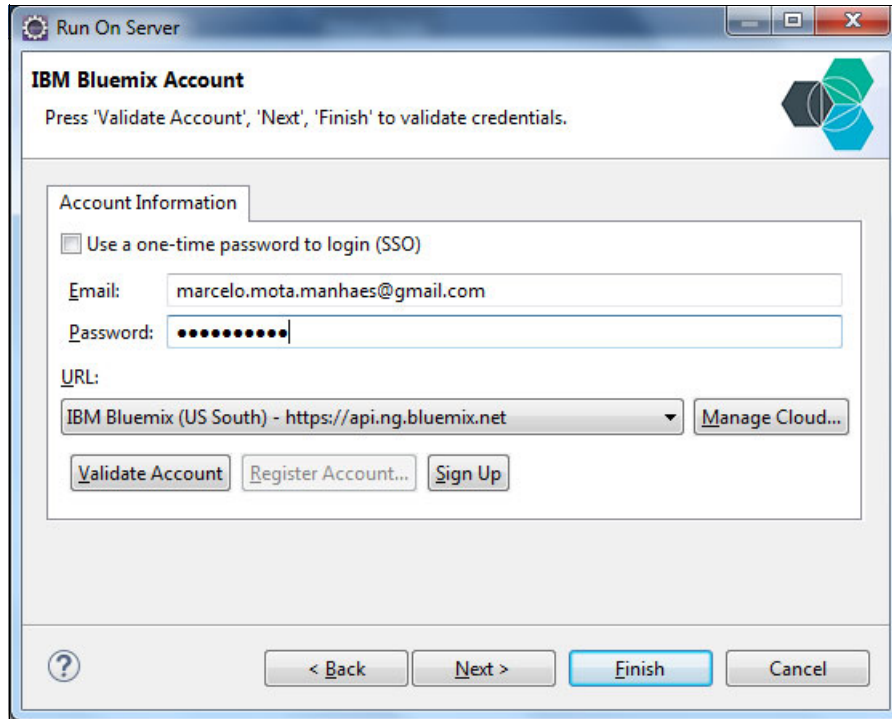 Run On Server
IBM Bluemix Account
Press 'Validate Account', 'Next', 'Finish' to validate credentials.
Account Information
Use a one-time password to login (SSO)
Email: marcelo.mota.manhaes@gmail.com
Password: ●●●●●●●●●●
URL:
IBM Bluemix (US South) - https://api.ng.bluemix.net Manage Cloud...
Validate Account Register Account... Sign Up
< Back Next > Finish Cancel